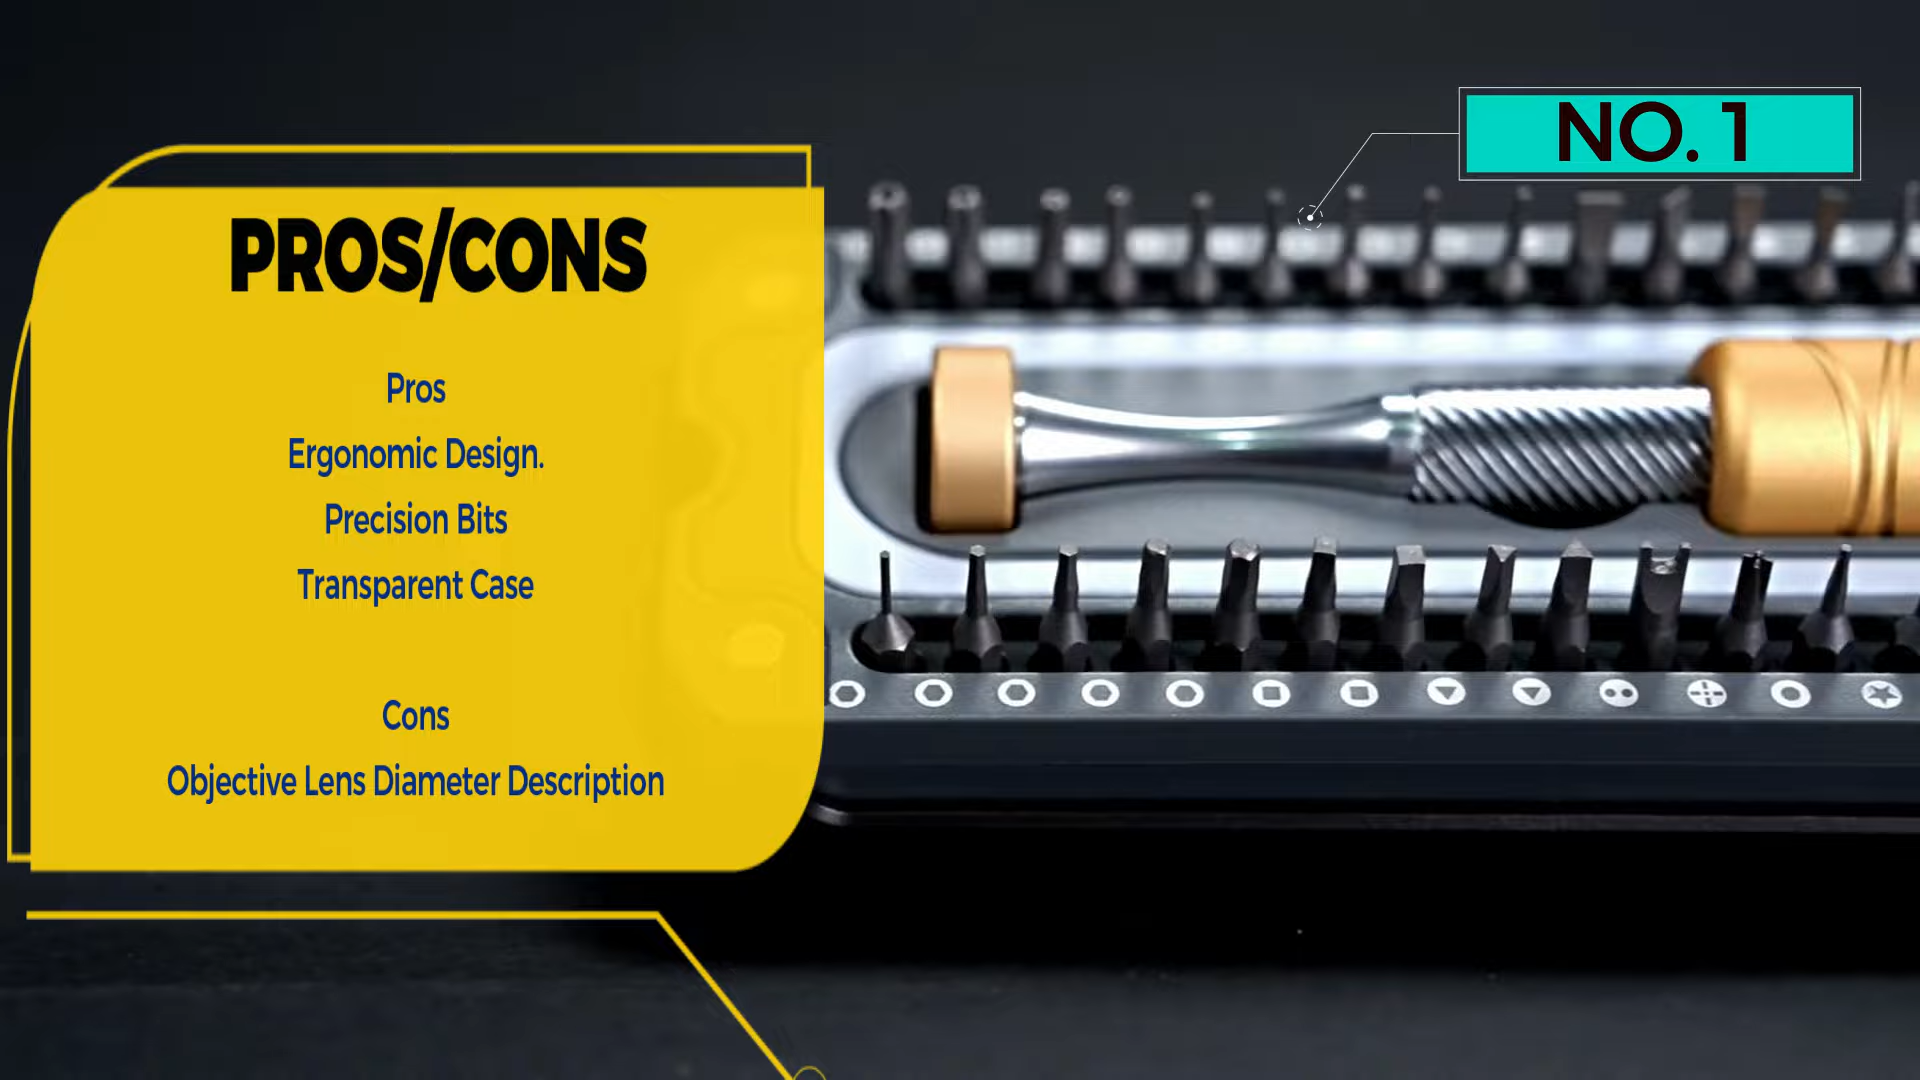 NO. 1
PROS/CONS
Pros
Ergonomic Design.
Precision Bits
Transparent Case
Cons
Objective Lens Diameter Description